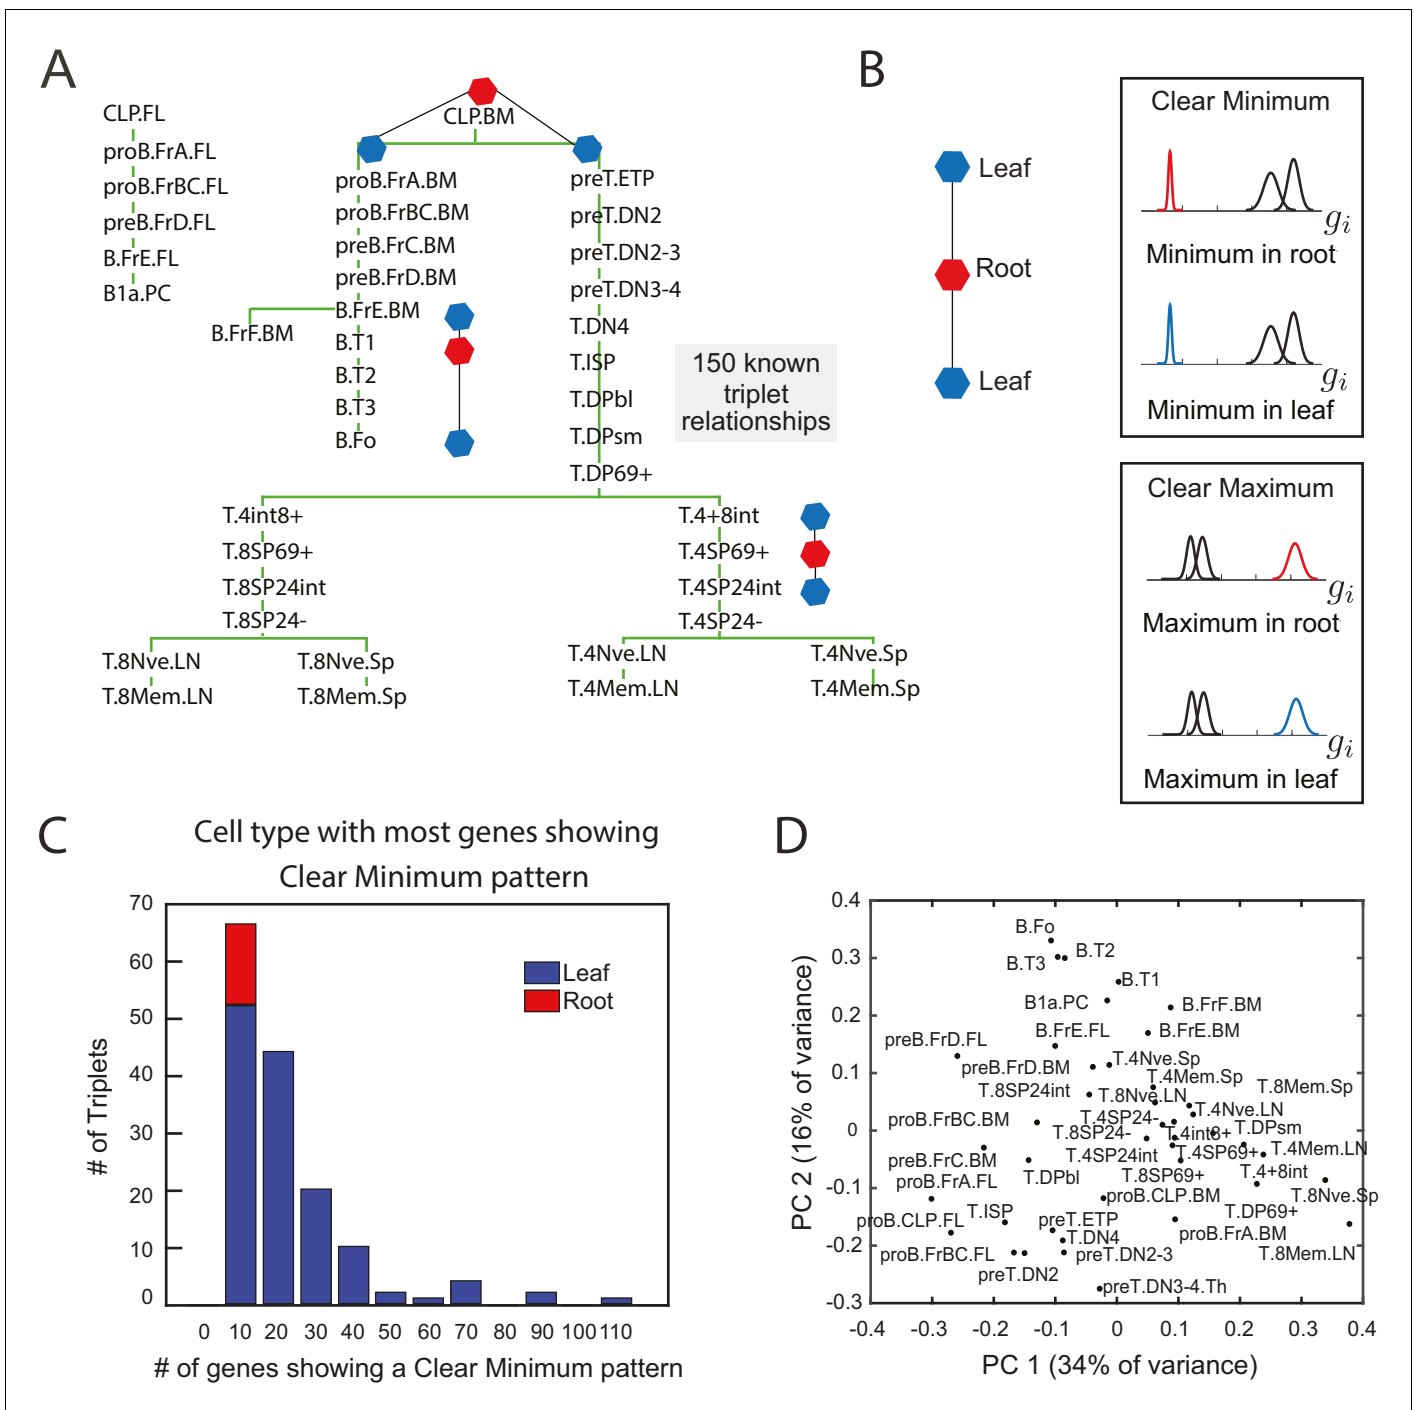 A
CLP.FL
proB.FrA.FL
proB.FrBC.FL
preB.FrD.FL
B.FrE.FL
B1a.PC
CLP.BM
proB.FrA.BM
proB.FrBC.BM
preB.FrC.BM
preB.FrD.BM
B.FrE.BM
B.FrF.BM
B.T1
B.T2
B.T3
B.Fo
preT.ETP
preT.DN2
preT.DN2-3
preT.DN3-4
T.DN4
T.ISP
T.DPbl
T.DPsm
T.DP69+
150 known
triplet
relationships
T.4int8+
T.8SP69+
T.8SP24int
T.8SP24-
T.8Nve.LN
T.8Mem.LN
T.8Nve.Sp
T.8Mem.Sp
T.4+8int
T.4SP69+
T.4SP24int
T.4SP24-
T.4Nve.LN
T.4Mem.LN
T.4Nve.Sp
T.4Mem.Sp
B
Leaf
Root
Leaf
Clear Minimum
gi
Minimum in root
gi
Minimum in leaf
Clear Maximum
gi
Maximum in root
gi
Maximum in leaf
C
Cell type with most genes showing
Clear Minimum pattern
70
60
50
40
30
20
10
0
# of Triplets
Leaf
Root
0 10 20 30 40 50 60 70 80 90 100 110
# of genes showing a Clear Minimum pattern
D
0.4
0.3
0.2
0.1
0
-0.1
-0.2
-0.3
PC 2 (16% of variance)
B.Fo
B.T3
B.T2
B.T1
B1a.PC
B.FrF.BM
B.FrE.FL
B.FrE.BM
preB.FrD.FL
preB.FrD.BM
T.4Nve.Sp
T.4Mem.Sp
T.8Mem.Sp
T.8SP24int
T.8Nve.LN
T.4Nve.LN
proB.FrBC.BM
T.4SP24-
T.8SP24-
T.4int8+
T.DPsm
preB.FrC.BM
T.4SP24int
T.4SP69+
T.4Mem.LN
proB.FrA.FL
T.DPbl
T.8SP69+
T.4+8int
proB.CLP.BM
T.8Nve.Sp
proB.CLP.FL
T.ISP
preT.ETP
T.DP69+
T.DN4
proB.FrA.BM
proB.FrBC.FL
preT.DN2-3
T.8Mem.LN
preT.DN2
preT.DN3-4.Th
-0.4 -0.3 -0.2 -0.1 0 0.1 0.2 0.3 0.4
PC 1 (34% of variance)